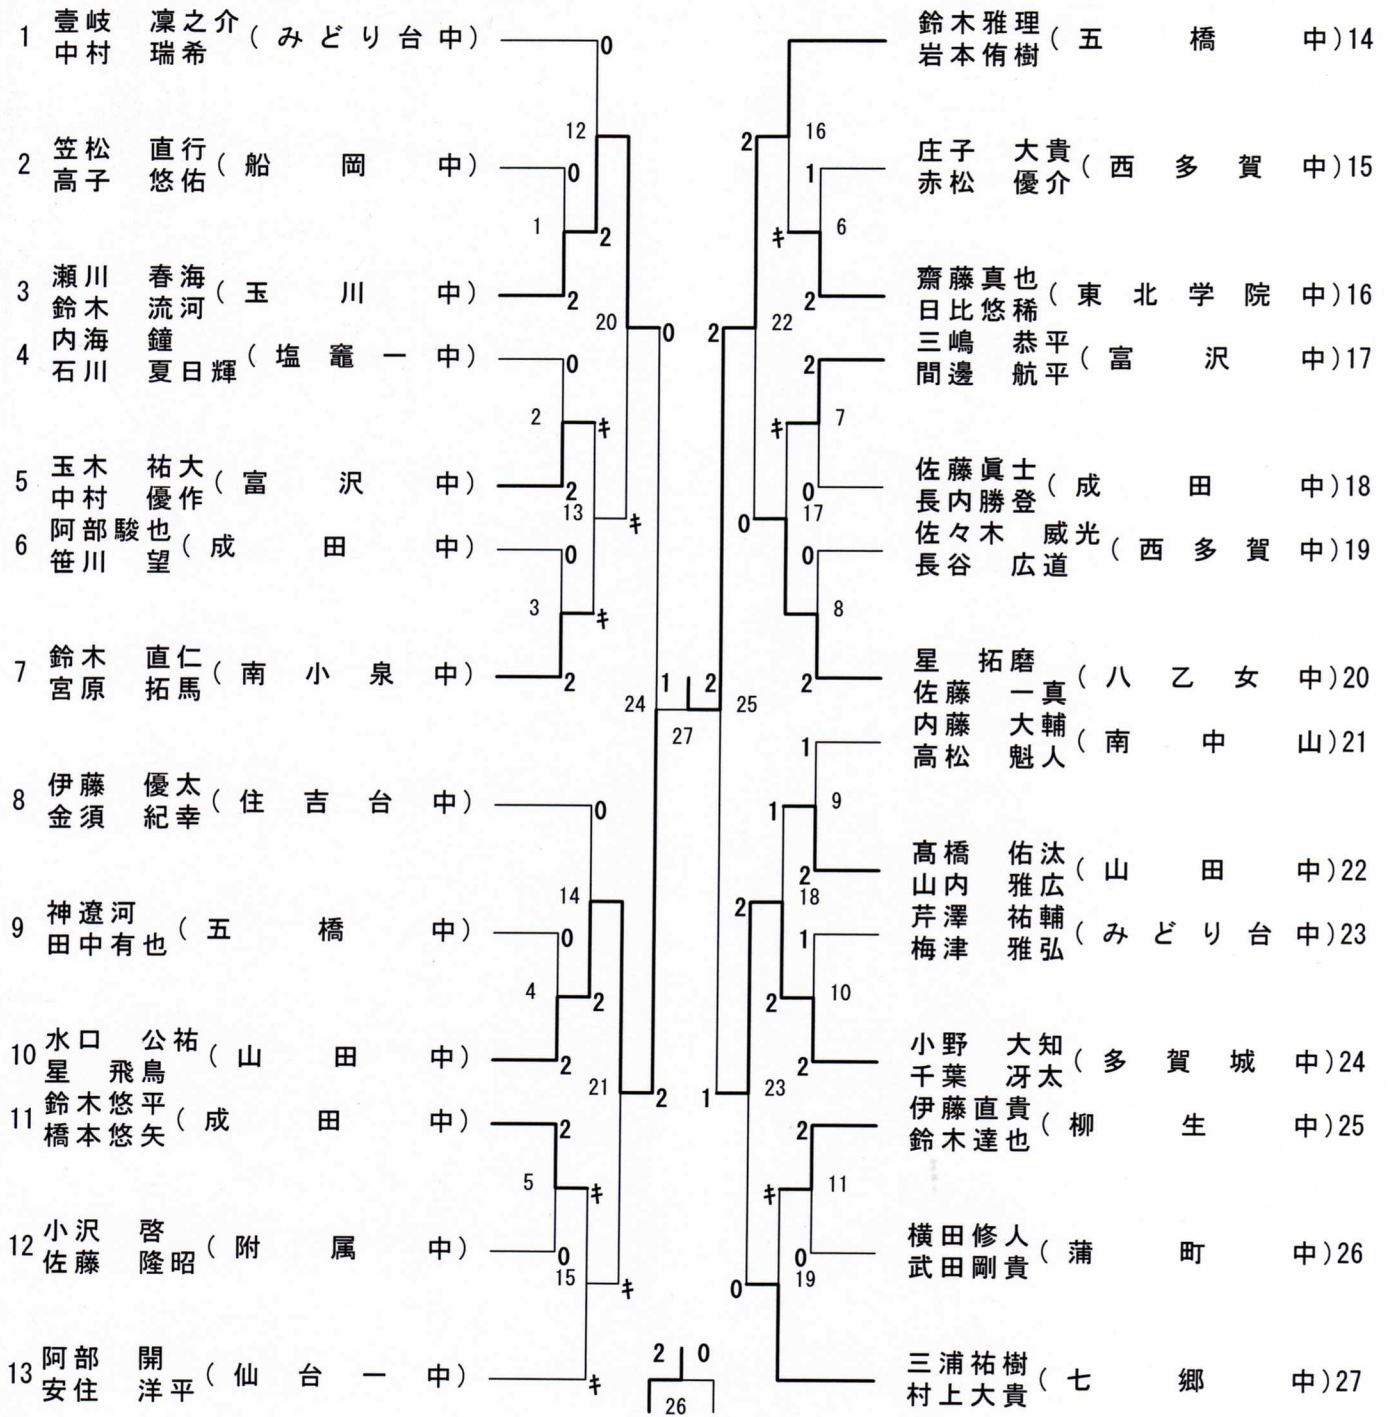 1 壹岐 凜之介 中村 瑞希 (みどり台中)
2 笠松 直行 高子 悠佑 (船岡中)
3 瀬川 春海 鈴木 流河 (玉川中)
4 内海 鐘 石川 夏日輝 (塩竈一中)
5 玉木 祐大 中村 優作 (富沢中)
6 阿部駿也 笹川 望 (成田中)
7 鈴木 直仁 宮原 拓馬 (南小泉中)
8 伊藤 優太 金須 紀幸 (住吉台中)
9 神遼河 田中有也 (五橋中)
10 水口 公祐 星 飛鳥 (山田中)
11 鈴木悠平 橋本悠矢 (成田中)
12 小沢 啓 佐藤 隆昭 (附属中)
13 阿部 開 安住 洋平 (仙台一中)
0
12
0
1
2
2
20
0
0
2
キ
2
13
キ
0
3
キ
2
24
1
2
25
27
0
14
0
4
2
2
21
2
2
5
キ
0
15
キ
キ
2
0
26
2
16
1
6
キ
2
2
22
2
7
キ
0
17
0
0
8
2
1
9
1
2
18
2
1
10
2
2
1
23
2
11
キ
0
19
0
鈴木雅理 岩本侑樹 (五橋中)14
庄子 大貴 赤松 優介 (西多賀中)15
齋藤真也 日比悠稀 (東北学院中)16
三嶋 恭平 間邊 航平 (富沢中)17
佐藤眞士 長内勝登 (成田中)18
佐々木 威光 長谷 広道 (西多賀中)19
星 拓磨 佐藤 一真 (八乙女中)20
内藤 大輔 高松 魁人 (南中山)21
髙橋 佑汰 山内 雅広 (山田中)22
芹澤 祐輔 梅津 雅弘 (みどり台中)23
小野 大知 千葉 冴太 (多賀城中)24
伊藤直貴 鈴木達也 (柳生中)25
横田修人 武田剛貴 (蒲町中)26
三浦祐樹 村上大貴 (七郷中)27